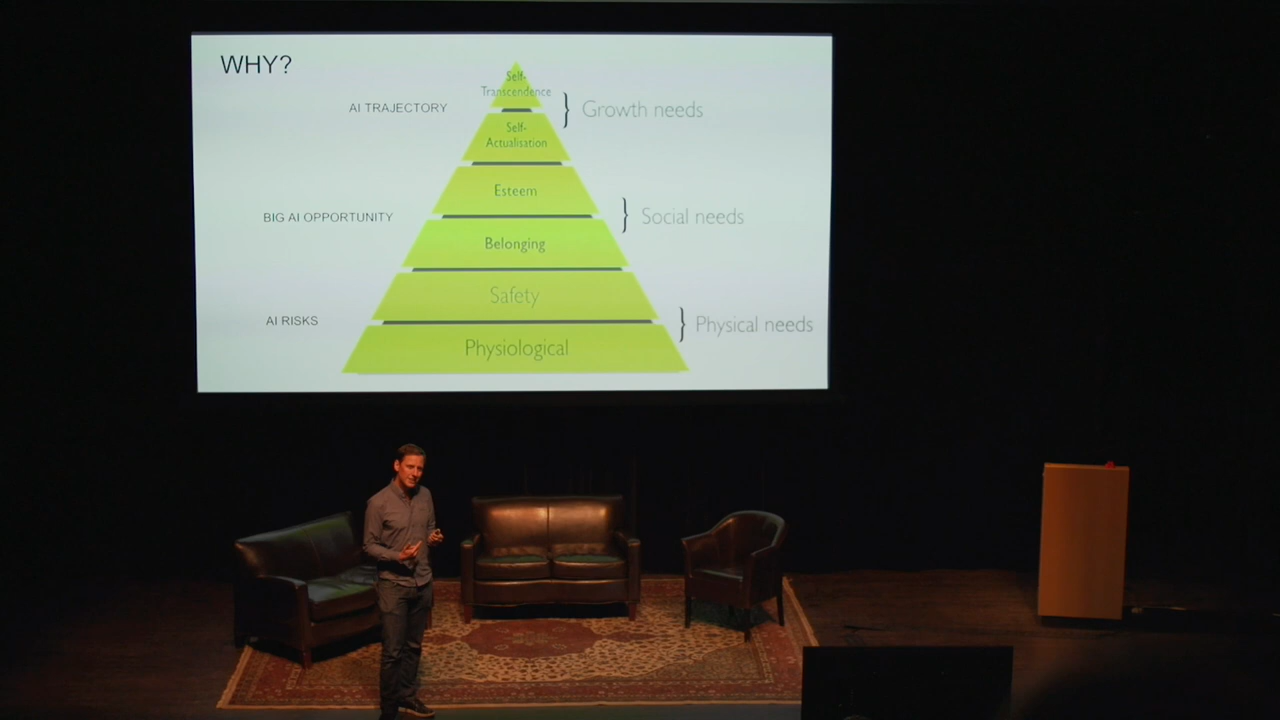 WHY?
Self-
Transcendence
AI TRAJECTORY
} Growth needs
Self-
Actualisation
Esteem
BIG AI OPPORTUNITY
} Social needs
Belonging
Safety
AI RISKS
} Physical needs
Physiological